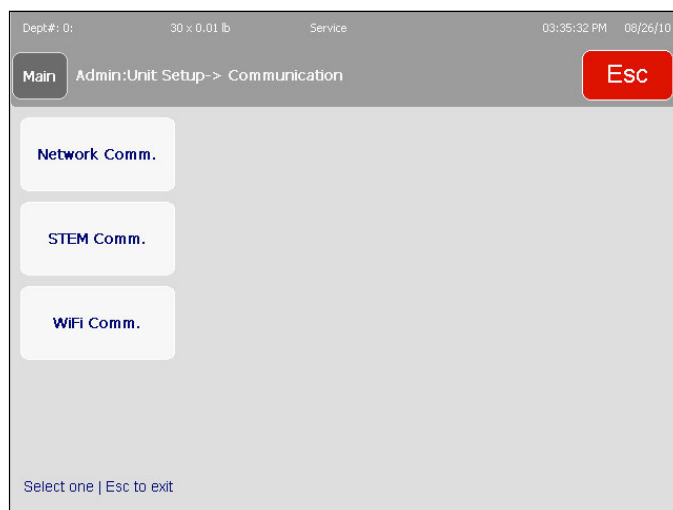 Dept#: 0: 30 x 0.01 lb Service 03:35:32 PM 08/26/10
Main Admin:Unit Setup-> Communication Esc
Network Comm.
STEM Comm.
WiFi Comm.
Select one | Esc to exit